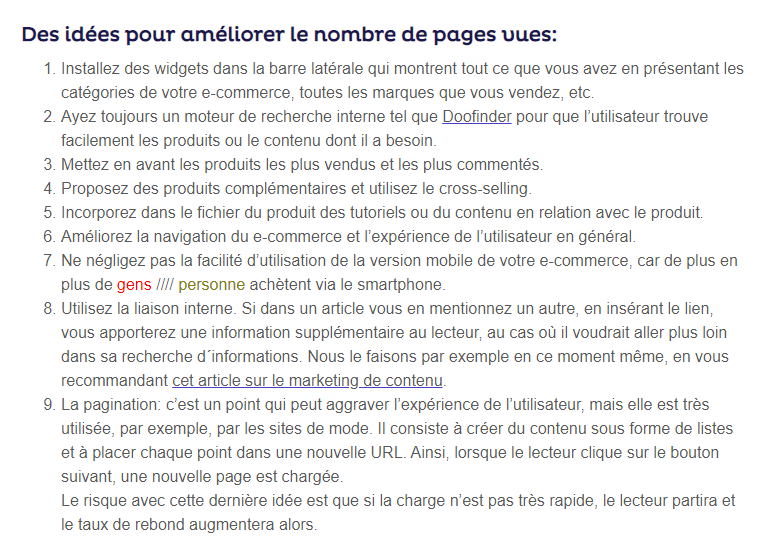 Des idées pour améliorer le nombre de pages vues:
1. Installez des widgets dans la barre latérale qui montrent tout ce que vous avez en présentant les
catégories de votre e-commerce, toutes les marques que vous vendez, etc.
2. Ayez toujours un moteur de recherche interne tel que Doofinder pour que l’utilisateur trouve
facilement les produits ou le contenu dont il a besoin.
3. Mettez en avant les produits les plus vendus et les plus commentés.
4. Proposez des produits complémentaires et utilisez le cross-selling.
5. Incorporez dans le fichier du produit des tutoriels ou du contenu en relation avec le produit.
6. Améliorez la navigation du e-commerce et l’expérience de l’utilisateur en général.
7. Ne négligez pas la facilité d’utilisation de la version mobile de votre e-commerce, car de plus en
plus de gens //// personne achètent via le smartphone.
8. Utilisez la liaison interne. Si dans un article vous en mentionnez un autre, en insérant le lien,
vous apporterez une information supplémentaire au lecteur, au cas où il voudrait aller plus loin
dans sa recherche d´informations. Nous le faisons par exemple en ce moment même, en vous
recommandant cet article sur le marketing de contenu.
9. La pagination: c’est un point qui peut aggraver l’expérience de l’utilisateur, mais elle est très
utilisée, par exemple, par les sites de mode. Il consiste à créer du contenu sous forme de listes
et à placer chaque point dans une nouvelle URL. Ainsi, lorsque le lecteur clique sur le bouton
suivant, une nouvelle page est chargée.
Le risque avec cette dernière idée est que si la charge n’est pas très rapide, le lecteur partira et
le taux de rebond augmentera alors.